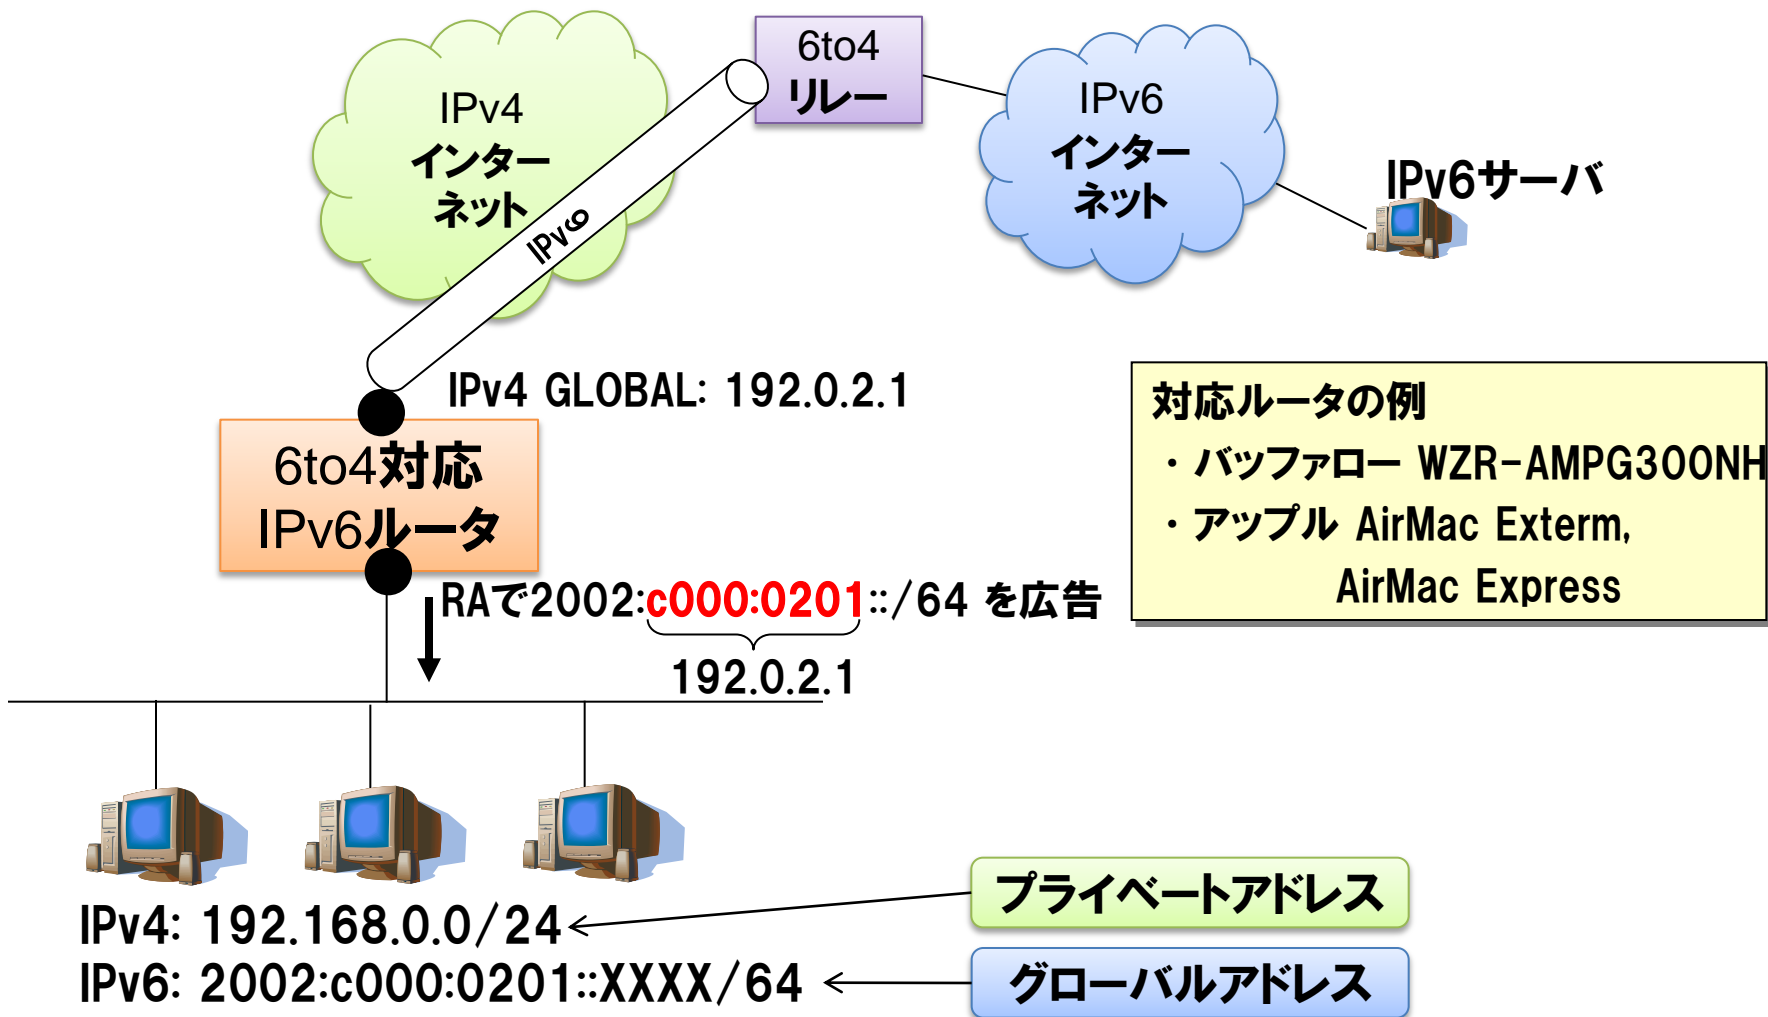 6to4
リレー
IPv4
インター
ネット
IPv6
インター
ネット
IPv6サーバ
IPv6
IPv4 GLOBAL: 192.0.2.1
6to4対応
IPv6ルータ
対応ルータの例
・バッファロー WZR-AMPG300NH
・アップル AirMac Exterm,
AirMac Express
RAで2002:c000:0201::/64 を広告
192.0.2.1
プライベートアドレス
IPv4: 192.168.0.0/24
IPv6: 2002:c000:0201::XXXX/64
グローバルアドレス